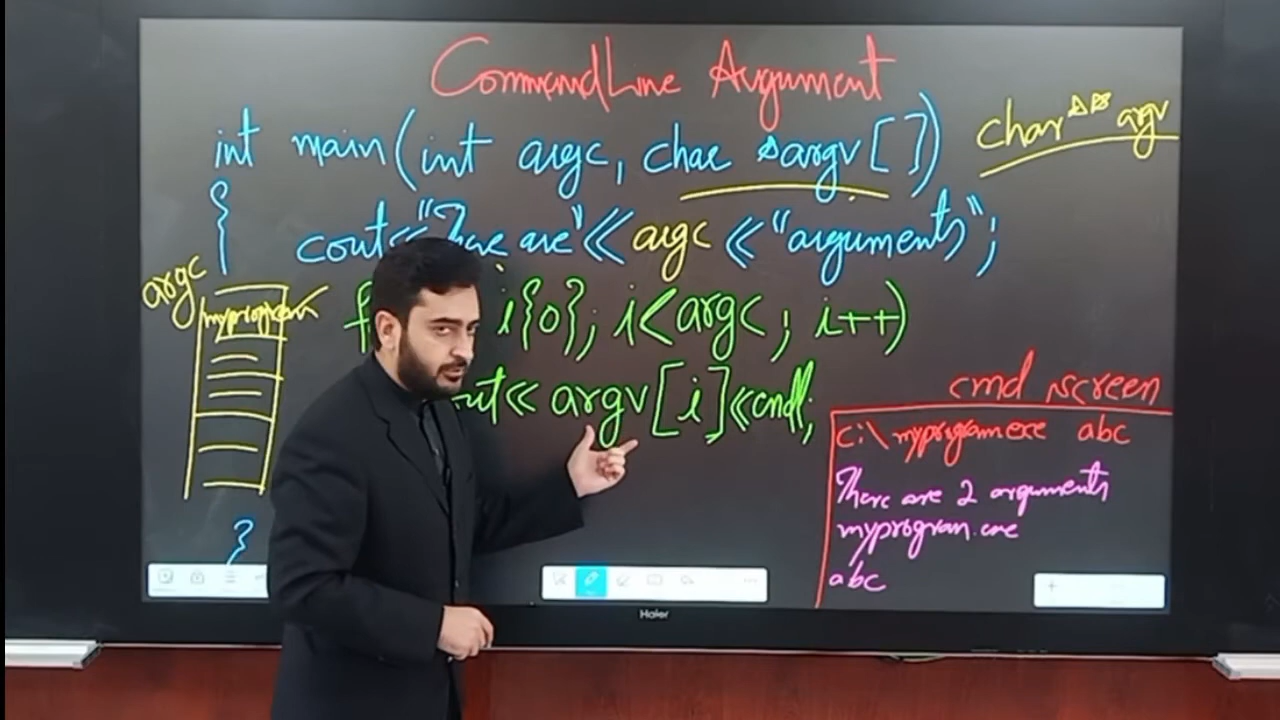 CommandLine Argument
int main(int argc, char *argv[])
char** argv
{
cout<<"There are"<< argc <<"arguments";
argc
myprogram
i{0}; i<argc; i++)
out<< argv[i]<<endl;
cmd screen
c:\myprogram.exe abc
There are 2 arguments
myprogram.exe
abc
}
Haier